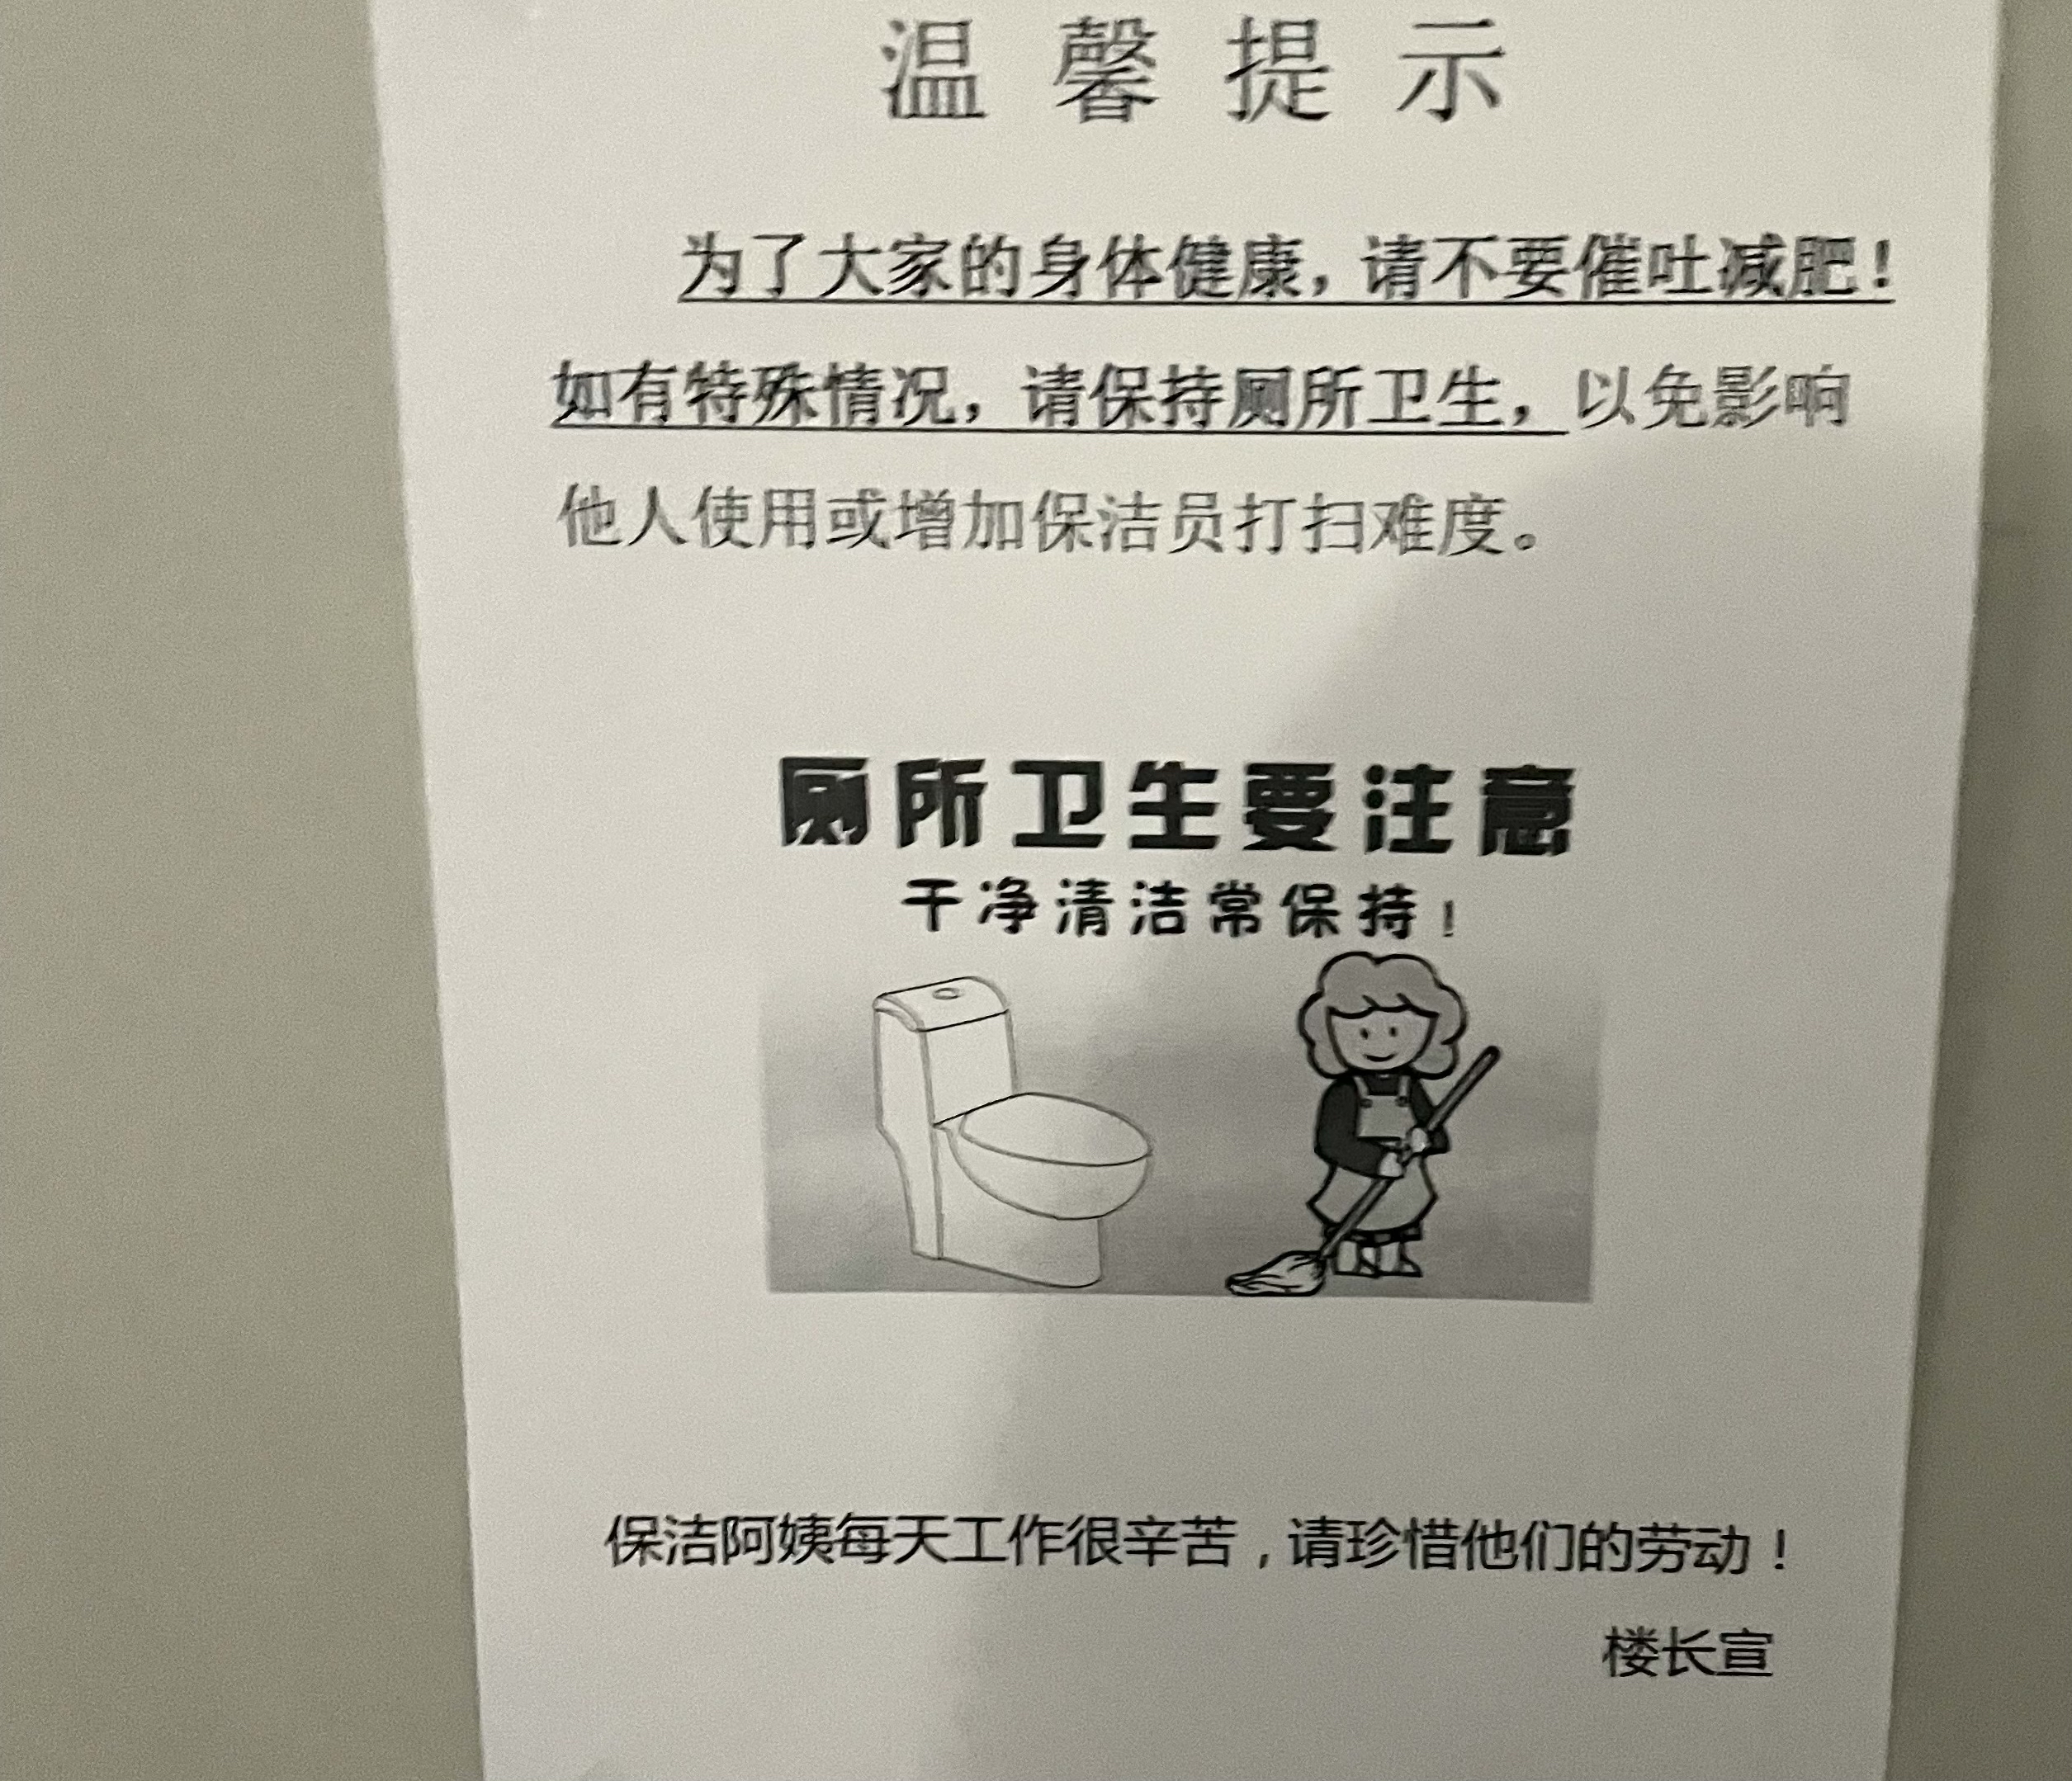 温馨提示
为了大家的身体健康，请不要催吐减肥！
如有特殊情况，请保持厕所卫生，以免影响
他人使用或增加保洁员打扫难度。
厕所卫生要注意
干净清洁常保持！
保洁阿姨每天工作很辛苦，请珍惜他们的劳动！
楼长宣